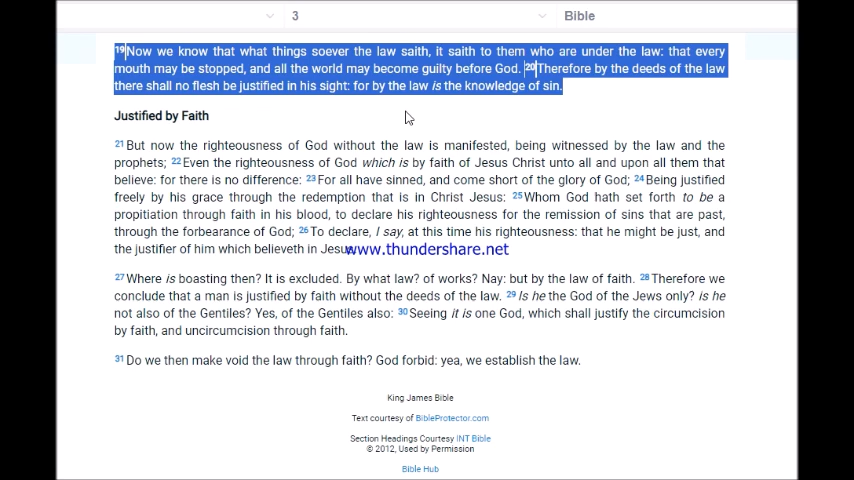 3 Bible
19Now we know that what things soever the law saith, it saith to them who are under the law: that every
mouth may be stopped, and all the world may become guilty before God. 20Therefore by the deeds of the law
there shall no flesh be justified in his sight: for by the law is the knowledge of sin.
Justified by Faith
21But now the righteousness of God without the law is manifested, being witnessed by the law and the
prophets; 22Even the righteousness of God which is by faith of Jesus Christ unto all and upon all them that
believe: for there is no difference: 23For all have sinned, and come short of the glory of God; 24Being justified
freely by his grace through the redemption that is in Christ Jesus: 25Whom God hath set forth to be a
propitiation through faith in his blood, to declare his righteousness for the remission of sins that are past,
through the forbearance of God; 26To declare, I say, at this time his righteousness: that he might be just, and
the justifier of him which believeth in Jesus.
www.thundershare.net
27Where is boasting then? It is excluded. By what law? of works? Nay: but by the law of faith. 28Therefore we
conclude that a man is justified by faith without the deeds of the law. 29Is he the God of the Jews only? is he
not also of the Gentiles? Yes, of the Gentiles also: 30Seeing it is one God, which shall justify the circumcision
by faith, and uncircumcision through faith.
31Do we then make void the law through faith? God forbid: yea, we establish the law.
King James Bible
Text courtesy of BibleProtector.com
Section Headings Courtesy INT Bible
© 2012, Used by Permission
Bible Hub